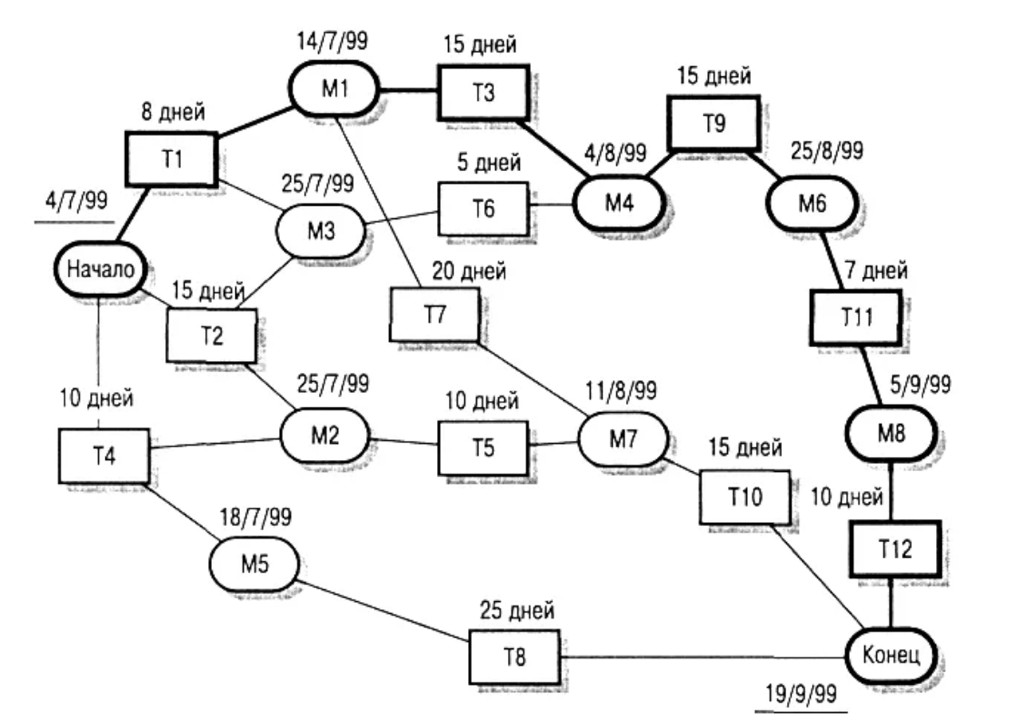 14/7/99
15 дней
M1
T3
15 дней
T9
8 дней
T1
4/8/99
25/8/99
5 дней
25/7/99
4/7/99
T6
M4
M6
M3
Начало
20 дней
7 дней
15 дней
T7
T11
T2
25/7/99
5/9/99
10 дней
10 дней
11/8/99
M2
M7
M8
T4
T5
15 дней
T10
10 дней
18/7/99
T12
M5
25 дней
T8
Конец
19/9/99